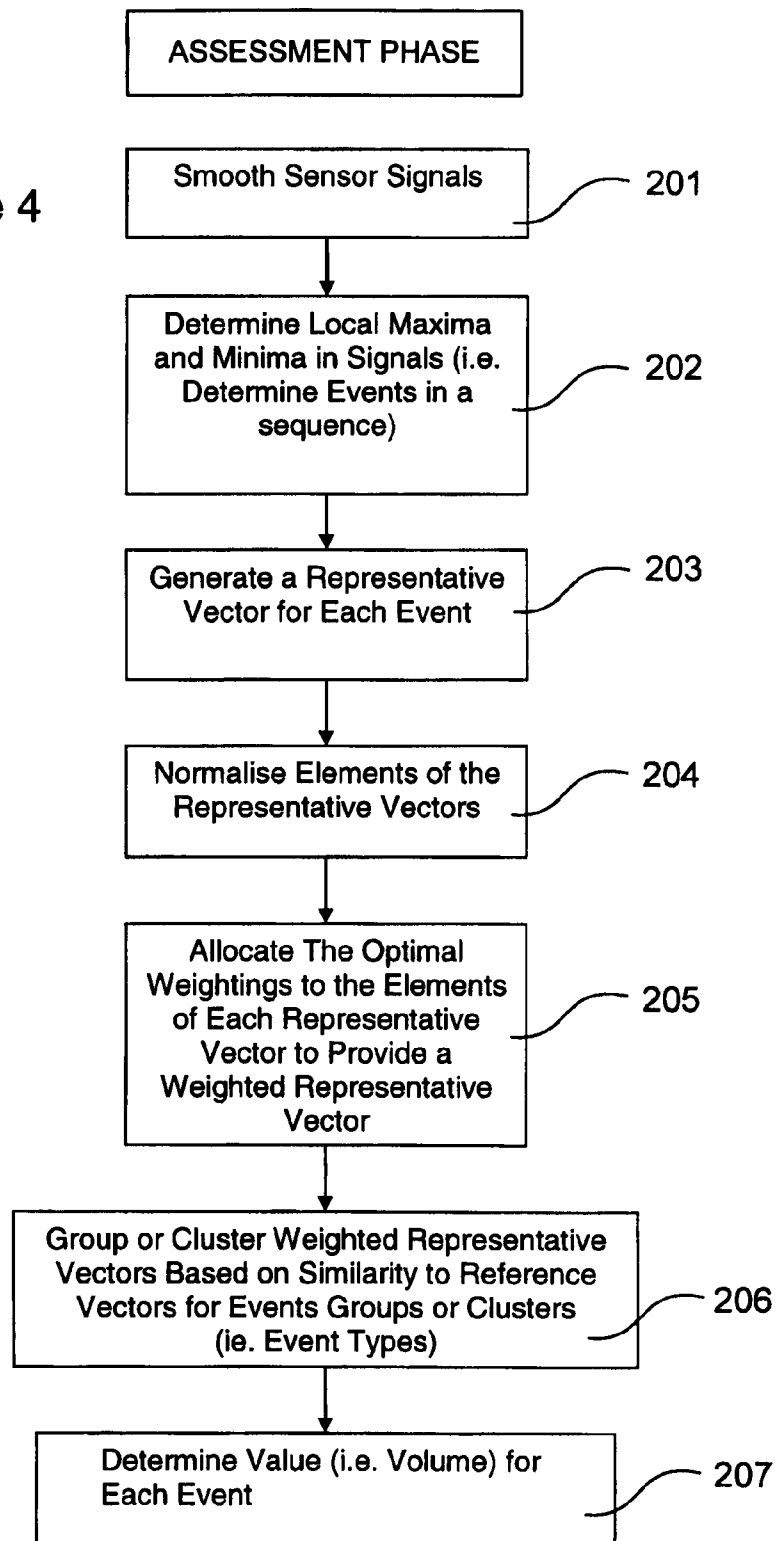 ASSESSMENT PHASE
e 4
Smooth Sensor Signals
201
Determine Local Maxima
and Minima in Signals (i.e.
Determine Events in a
sequence)
202
Generate a Representative
Vector for Each Event
203
Normalise Elements of the
Representative Vectors
204
Allocate The Optimal
Weightings to the Elements
of Each Representative
Vector to Provide a
Weighted Representative
Vector
205
Group or Cluster Weighted Representative
Vectors Based on Similarity to Reference
Vectors for Events Groups or Clusters
(ie. Event Types)
206
Determine Value (i.e. Volume) for
Each Event
207